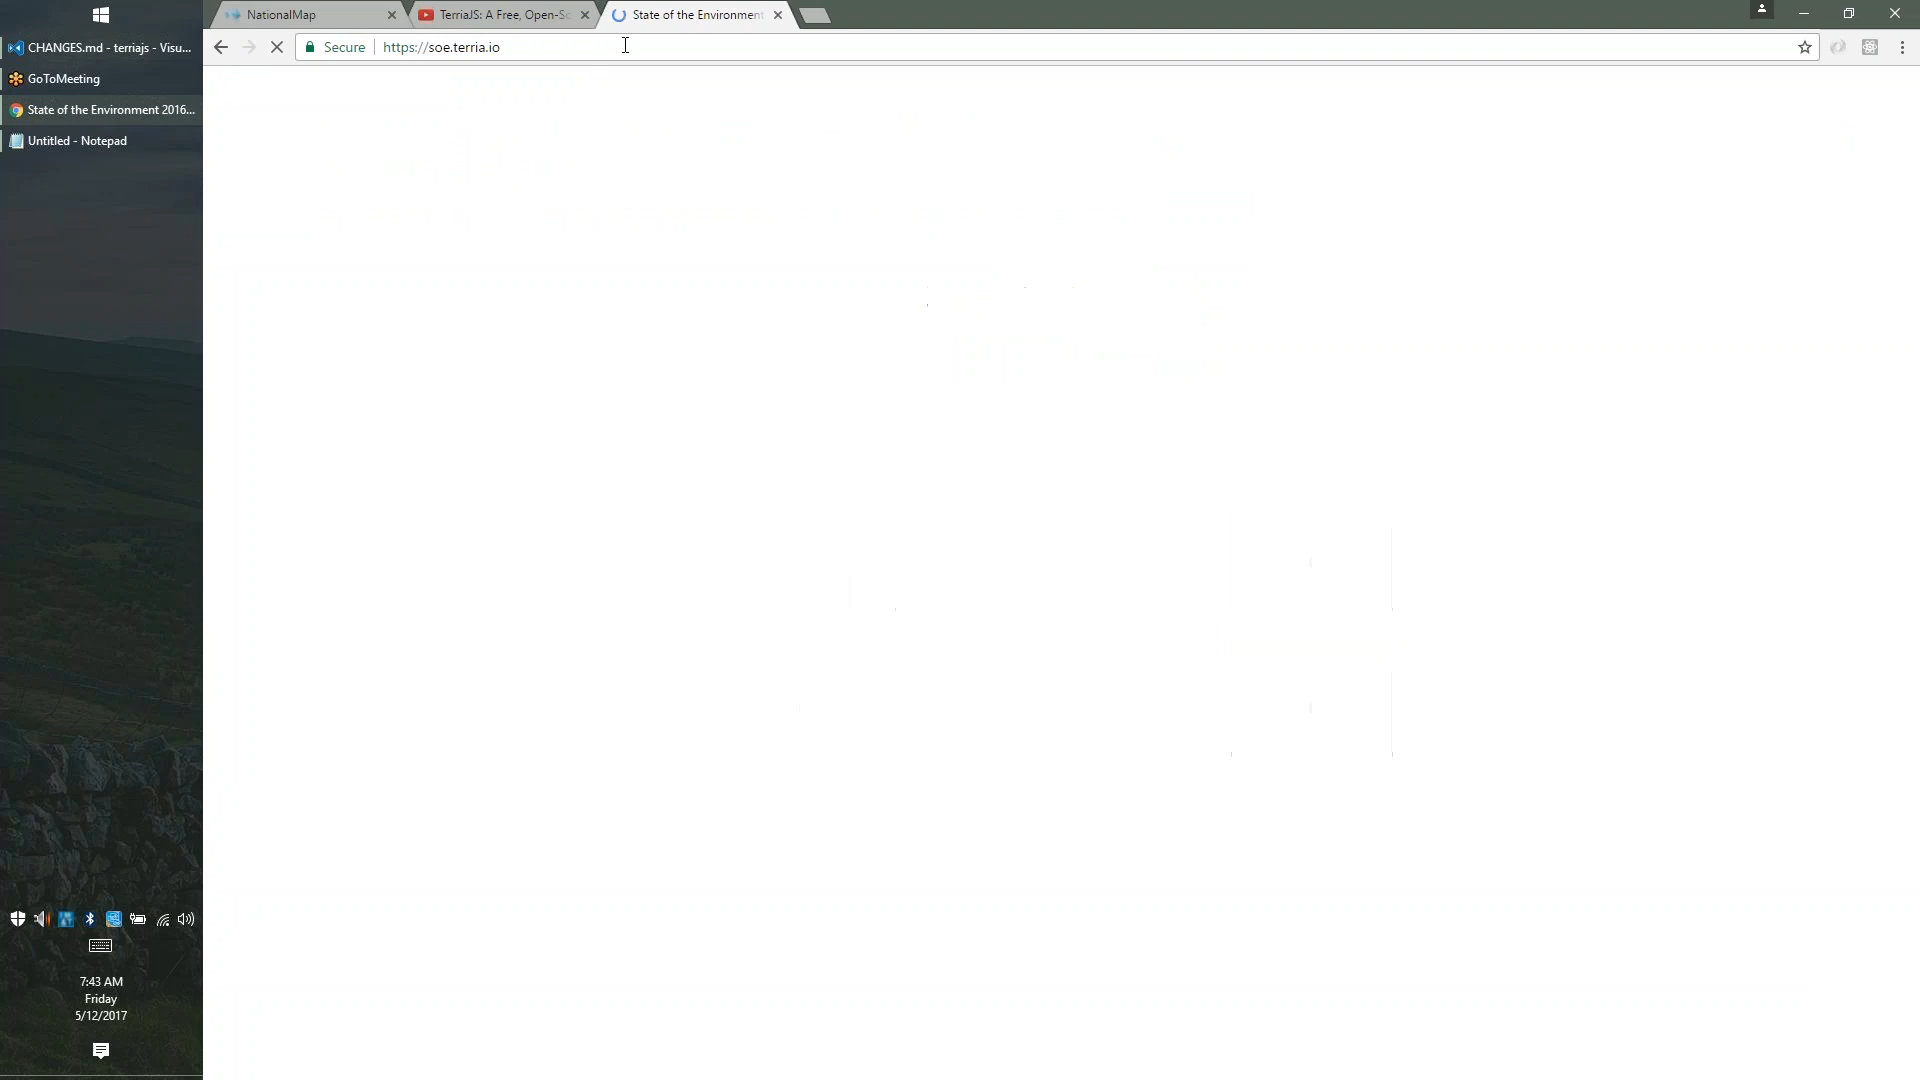 NationalMap
TerriaJS: A Free, Open-So
State of the Environment
Secure
https://soe.terria.io
CHANGES.md - terriajs - Visu...
GoToMeeting
State of the Environment 2016...
Untitled - Notepad
7:43 AM
Friday
5/12/2017